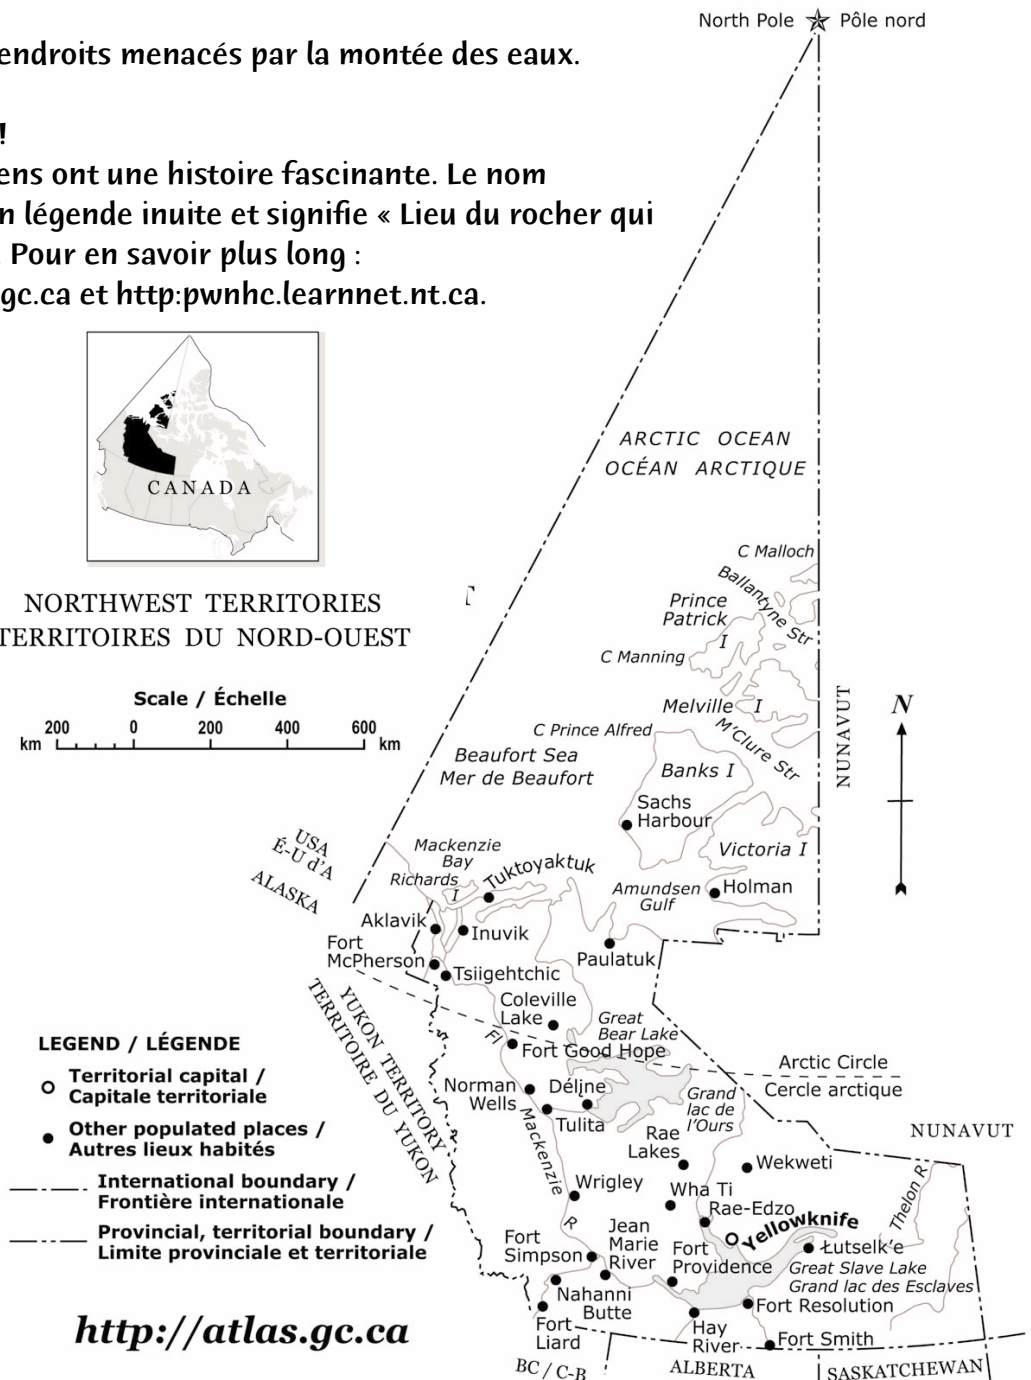 North Pole Pôle nord
endroits menacés par la montée des eaux.
!
ens ont une histoire fascinante. Le nom
n légende inuite et signifie « Lieu du rocher qui
. Pour en savoir plus long :
gc.ca et http:pwnhc.learnnet.nt.ca.
CANADA
NORTHWEST TERRITORIES
TERRITOIRES DU NORD-OUEST
Scale / Échelle
200 0 200 400 600
km km
ARCTIC OCEAN
OCÉAN ARCTIQUE
C Malloch
Ballantyne Str
Prince
Patrick
I
C Manning
Melville I
M'Clure Str
C Prince Alfred
Beaufort Sea
Mer de Beaufort
Banks I
Sachs
Harbour
Victoria I
NUNAVUT
N
USA
É-U d'A
ALASKA
Mackenzie
Bay
Richards
I
Tuktoyaktuk
Amundsen
Gulf
Holman
Aklavik
Inuvik
Fort
McPherson
Tsiigehtchic
Paulatuk
YUKON TERRITORY
TERRITOIRE DU YUKON
Coleville
Lake
Great
Bear Lake
Fl
Fort Good Hope
Arctic Circle
Cercle arctique
Norman
Wells
Déline
Tulita
Grand
lac de
l'Ours
Mackenzie
R
Rae
Lakes
Wekweti
NUNAVUT
Wrigley
Wha Ti
Rae-Edzo
Yellowknife
Thelon R
Fort
Simpson
Jean
Marie
River
Fort
Providence
Łutselk'e
Great Slave Lake
Grand lac des Esclaves
Nahanni
Butte
Fort Resolution
Fort
Liard
Hay
River
Fort Smith
BC / C-B
ALBERTA
SASKATCHEWAN
LEGEND / LÉGENDE
Territorial capital /
Capitale territoriale
Other populated places /
Autres lieux habités
International boundary /
Frontière internationale
Provincial, territorial boundary /
Limite provinciale et territoriale
http://atlas.gc.ca